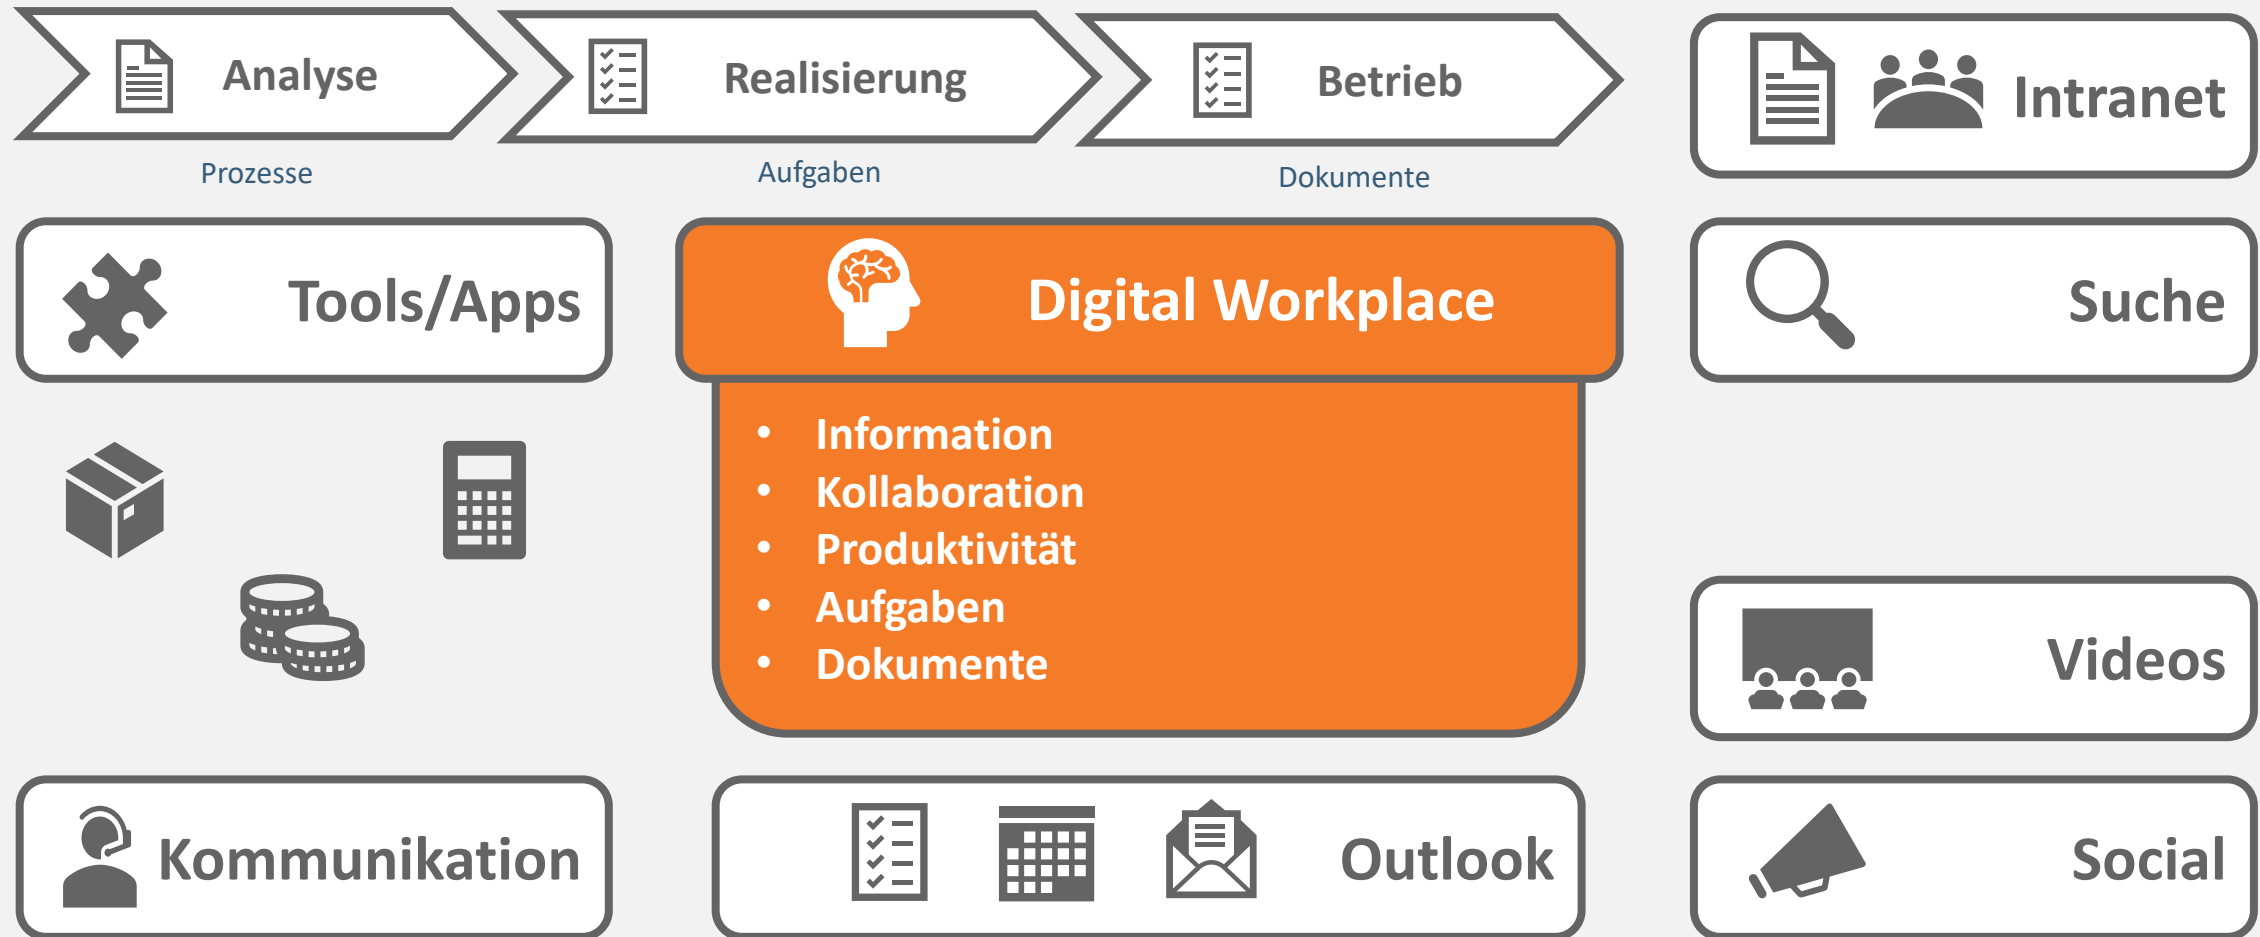 Analyse
Realisierung
Betrieb
Intranet
Prozesse
Aufgaben
Dokumente
Tools/Apps
Digital Workplace
Suche
• Information
• Kollaboration
• Produktivität
• Aufgaben
• Dokumente
Videos
Kommunikation
Outlook
Social